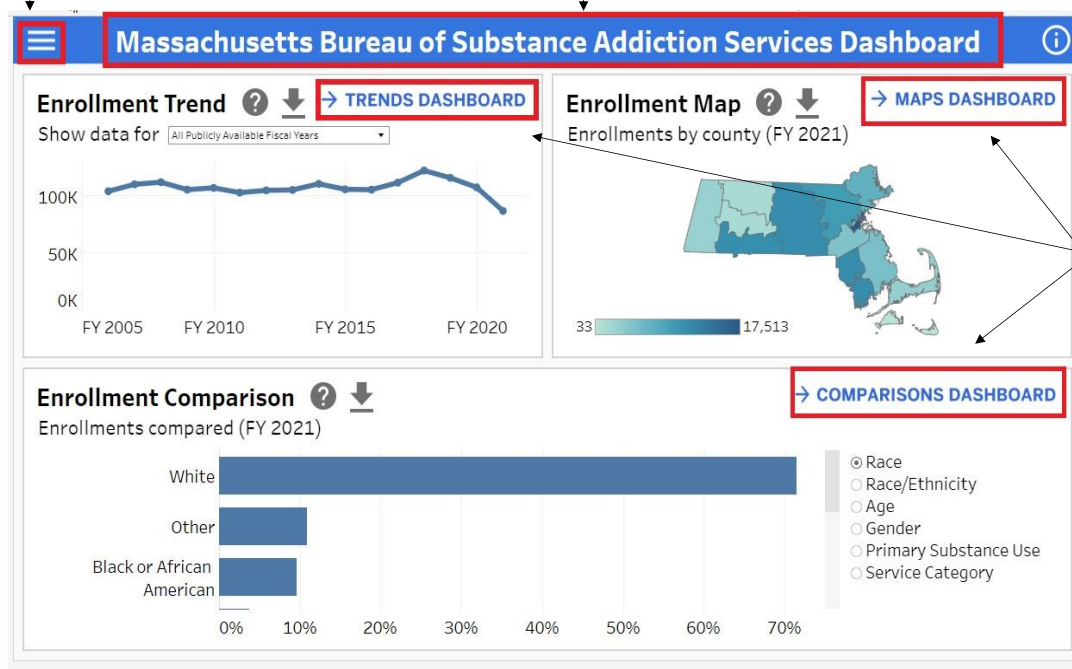 Massachusetts Bureau of Substance Addiction Services Dashboard
Enrollment Trend
→ TRENDS DASHBOARD
Show data for All Publicly Available Fiscal Years
100K
50K
0K
FY 2005 FY 2010 FY 2015 FY 2020
Enrollment Map
→ MAPS DASHBOARD
Enrollments by county (FY 2021)
33 17,513
Enrollment Comparison
→ COMPARISONS DASHBOARD
Enrollments compared (FY 2021)
White
Other
Black or African
American
0% 10% 20% 30% 40% 50% 60% 70%
Race
Race/Ethnicity
Age
Gender
Primary Substance Use
Service Category